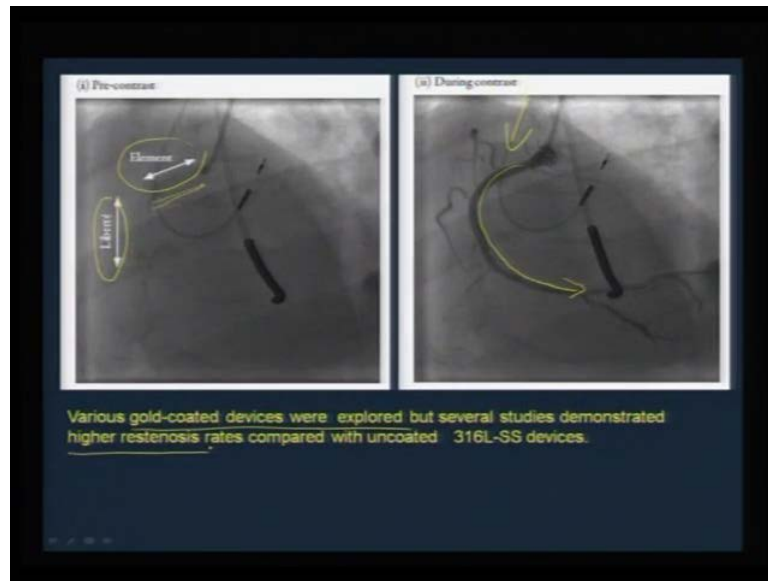 (i) Pre-contrast
(ii) During contrast
Element
Liberté
Various gold-coated devices were explored but several studies demonstrated
higher restenosis rates compared with uncoated 316L-SS devices.